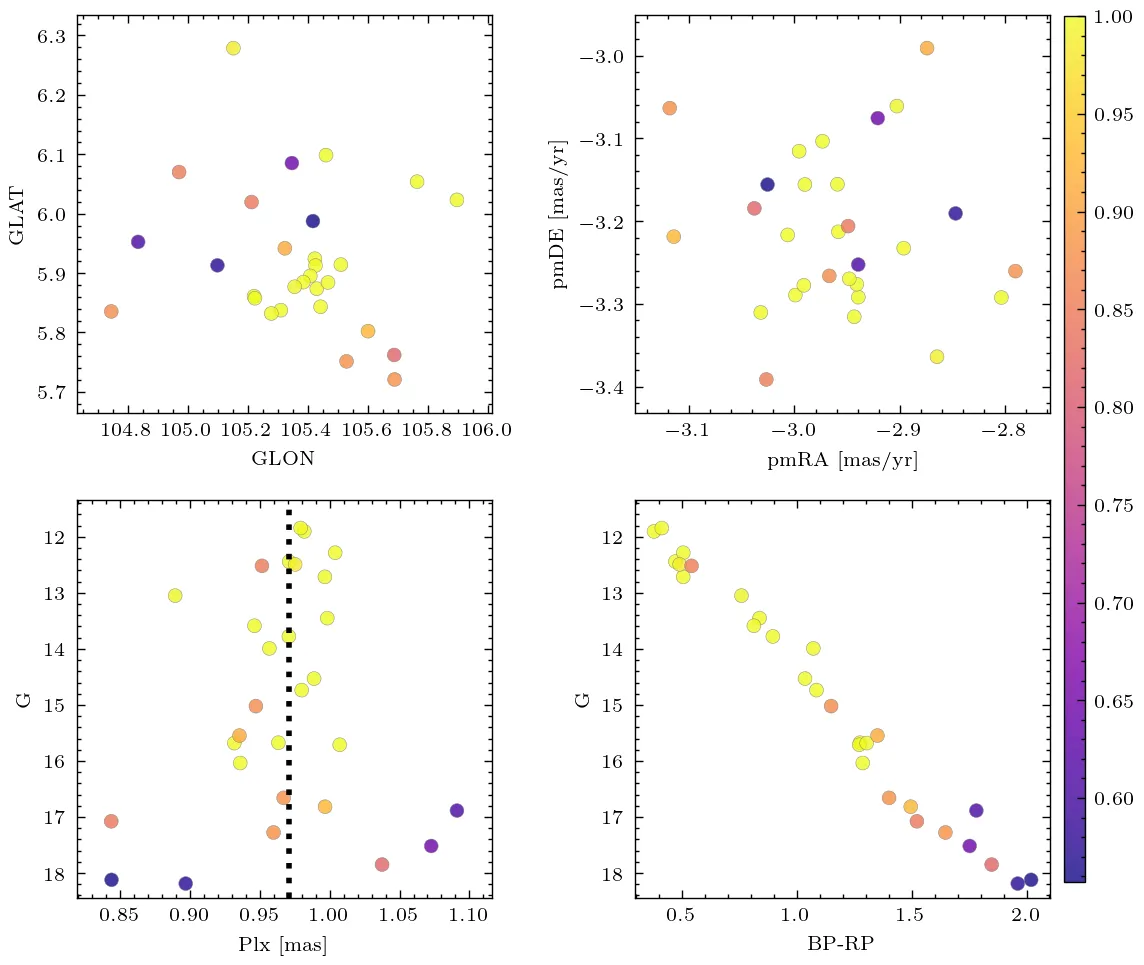 6.3
6.2
6.1
6.0
5.9
5.8
5.7
GLAT
104.8 105.0 105.2 105.4 105.6 105.8 106.0
GLON
−3.0
−3.1
−3.2
−3.3
−3.4
pmDE [mas/yr]
−3.1 −3.0 −2.9 −2.8
pmRA [mas/yr]
12
13
14
15
16
17
18
G
0.85 0.90 0.95 1.00 1.05 1.10
Plx [mas]
12
13
14
15
16
17
18
G
0.5 1.0 1.5 2.0
BP-RP
1.00
0.95
0.90
0.85
0.80
0.75
0.70
0.65
0.60